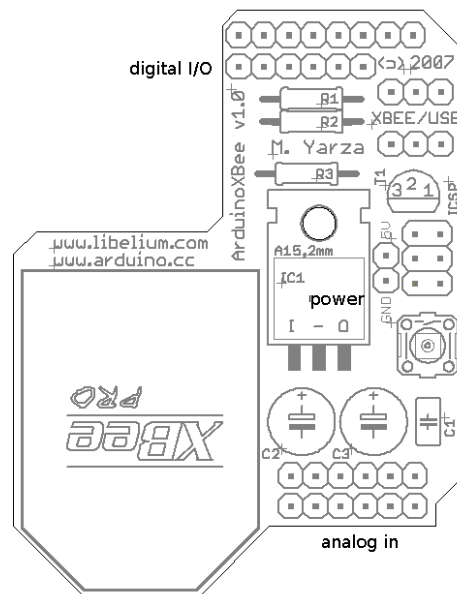 digital I/O
(ɔ)2007
R1
ArduinoXBee v1.0
R2
XBEE/USB
M. Yarza
R3
T1
3 2 1
ICSP
www.libelium.com
www.arduino.cc
5V
A15,2mm
IC1
power
GND
I - O
PRO
XBee
C1
C2
C3
analog in